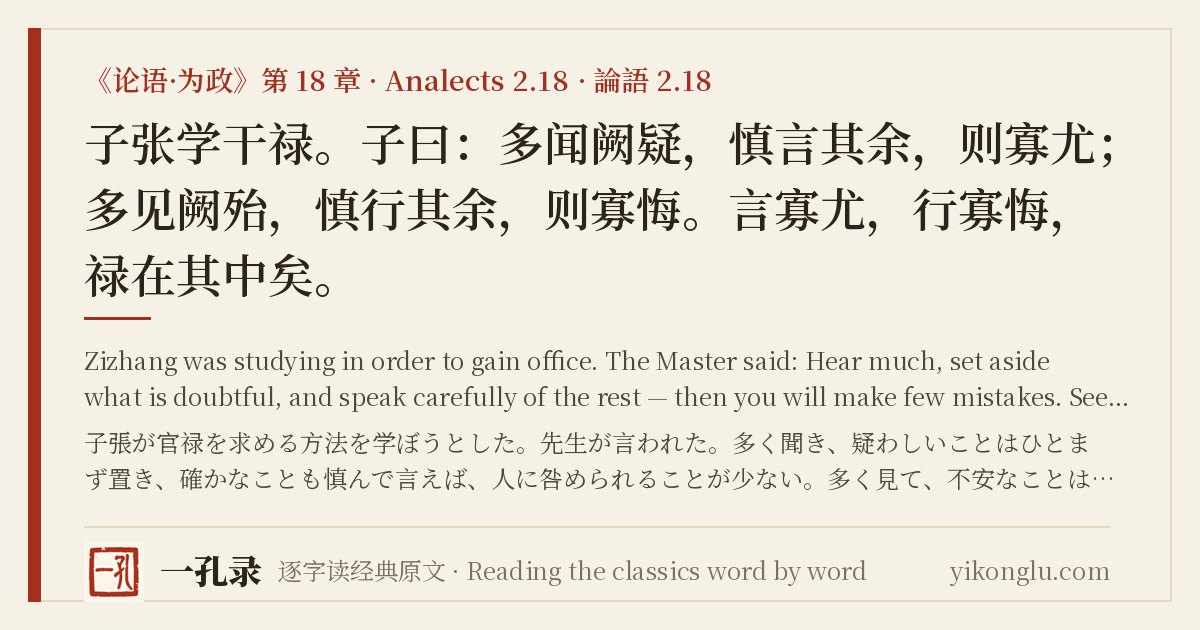 《论语·为政》第 18 章 · Analects 2.18 · 論語 2.18
子张学干禄。子曰：多闻阙疑，慎言其余，则寡尤；
多见阙殆，慎行其余，则寡悔。言寡尤，行寡悔，
禄在其中矣。
Zizhang was studying in order to gain office. The Master said: Hear much, set aside
what is doubtful, and speak carefully of the rest — then you will make few mistakes. See…
子張が官禄を求める方法を学ぼうとした。先生が言われた。多く聞き、疑わしいことはひとま
ず置き、確かなことも慎んで言えば、人に咎められることが少ない。多く見て、不安なことは…
一孔
一孔录 逐字读经典原文 · Reading the classics word by word yikonglu.com